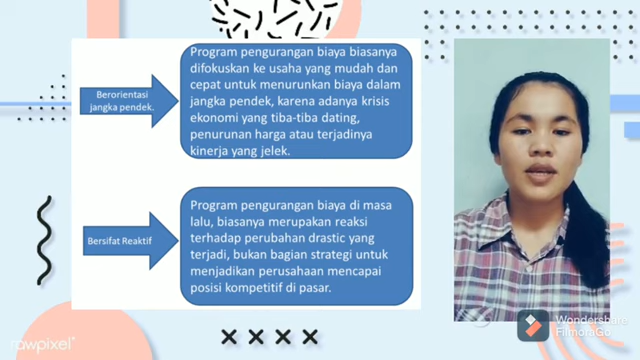 Program pengurangan biaya biasanya
difokuskan ke usaha yang mudah dan
cepat untuk menurunkan biaya dalam
jangka pendek, karena adanya krisis
ekonomi yang tiba-tiba dating,
penurunan harga atau terjadinya
kinerja yang jelek.
Berorientasi
jangka pendek.
Program pengurangan biaya di masa
lalu, biasanya merupakan reaksi
terhadap perubahan drastic yang
terjadi, bukan bagian strategi untuk
menjadikan perusahaan mencapai
posisi kompetitif di pasar.
Bersifat Reaktif
Wondershare
FilmoraGo
rawpixel